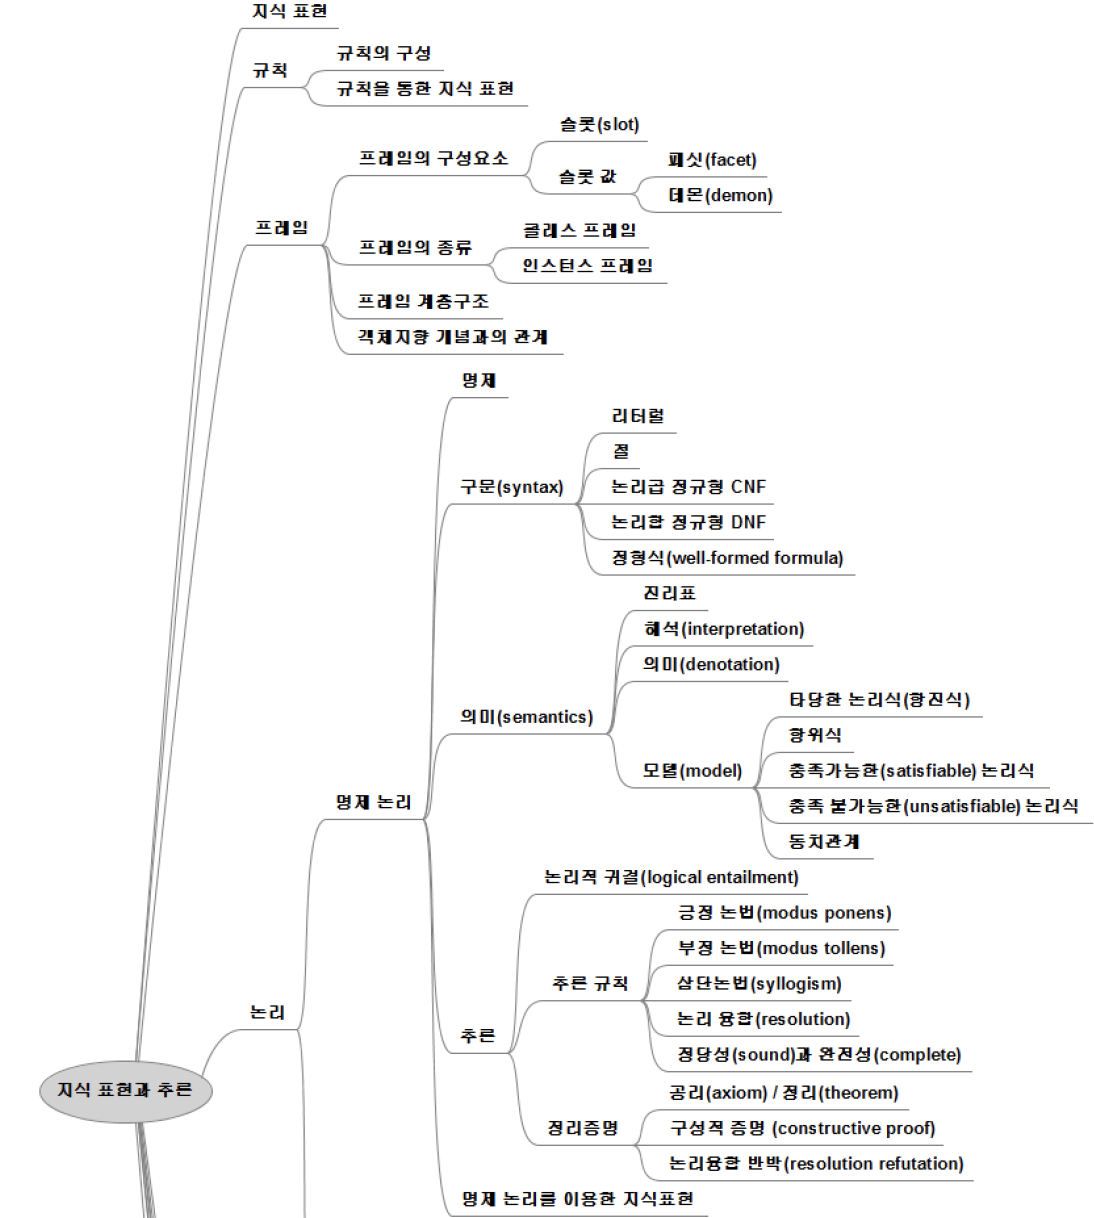 지식 표현
규칙
규칙의 구성
규칙을 통한 지식 표현
프레임
프레임의 구성요소
슬롯(slot)
슬롯 값
패싯(facet)
데몬(demon)
프레임의 종류
클래스 프레임
인스턴스 프레임
프레임 계층구조
객체지향 개념과의 관계
지식 표현과 추론
논리
명제 논리
명제
구문(syntax)
리터럴
절
논리곱 정규형 CNF
논리합 정규형 DNF
정형식(well-formed formula)
의미(semantics)
진리표
해석(interpretation)
의미(denotation)
모델(model)
타당한 논리식(항진식)
항위식
충족가능한(satisfiable) 논리식
충족 불가능한(unsatisfiable) 논리식
동치관계
추론
논리적 귀결(logical entailment)
추론 규칙
긍정 논법(modus ponens)
부정 논법(modus tollens)
삼단논법(syllogism)
논리 융합(resolution)
정당성(sound)과 완전성(complete)
정리증명
공리(axiom) / 정리(theorem)
구성적 증명 (constructive proof)
논리융합 반박(resolution refutation)
명제 논리를 이용한 지식표현